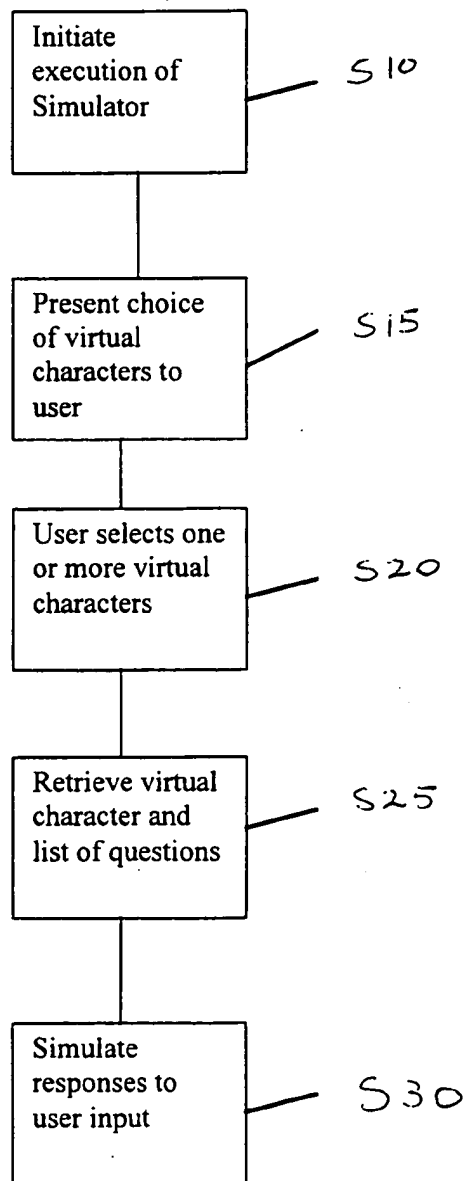 Initiate
execution of
Simulator
S10
Present choice
of virtual
characters to
user
S15
User selects one
or more virtual
characters
S20
Retrieve virtual
character and
list of questions
S25
Simulate
responses to
user input
S30